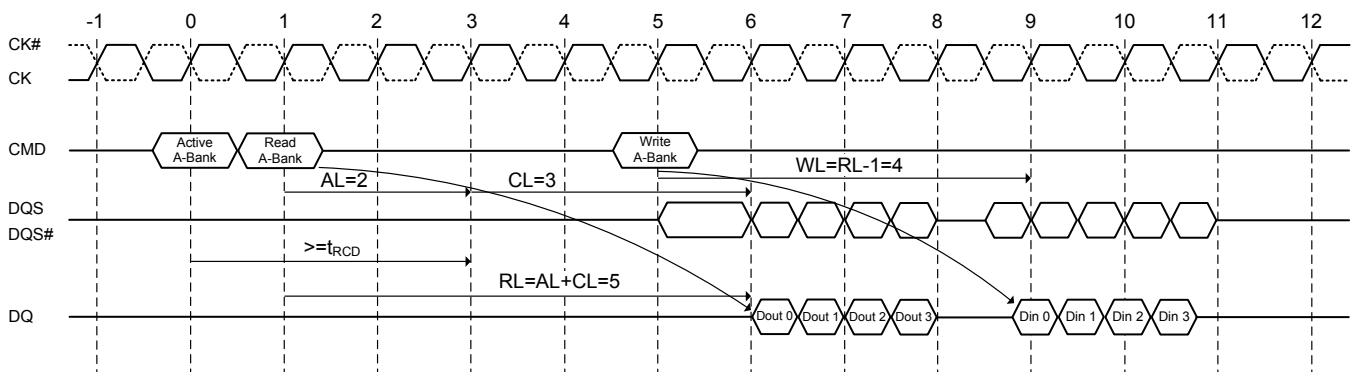 -1 0 1 2 3 4 5 6 7 8 9 10 11 12
CK#
CK
CMD Active A-Bank Read A-Bank Write A-Bank
WL=RL-1=4
AL=2 CL=3
DQS
DQS#
>=tRCD
RL=AL+CL=5
DQ Dout 0 Dout 1 Dout 2 Dout 3 Din 0 Din 1 Din 2 Din 3